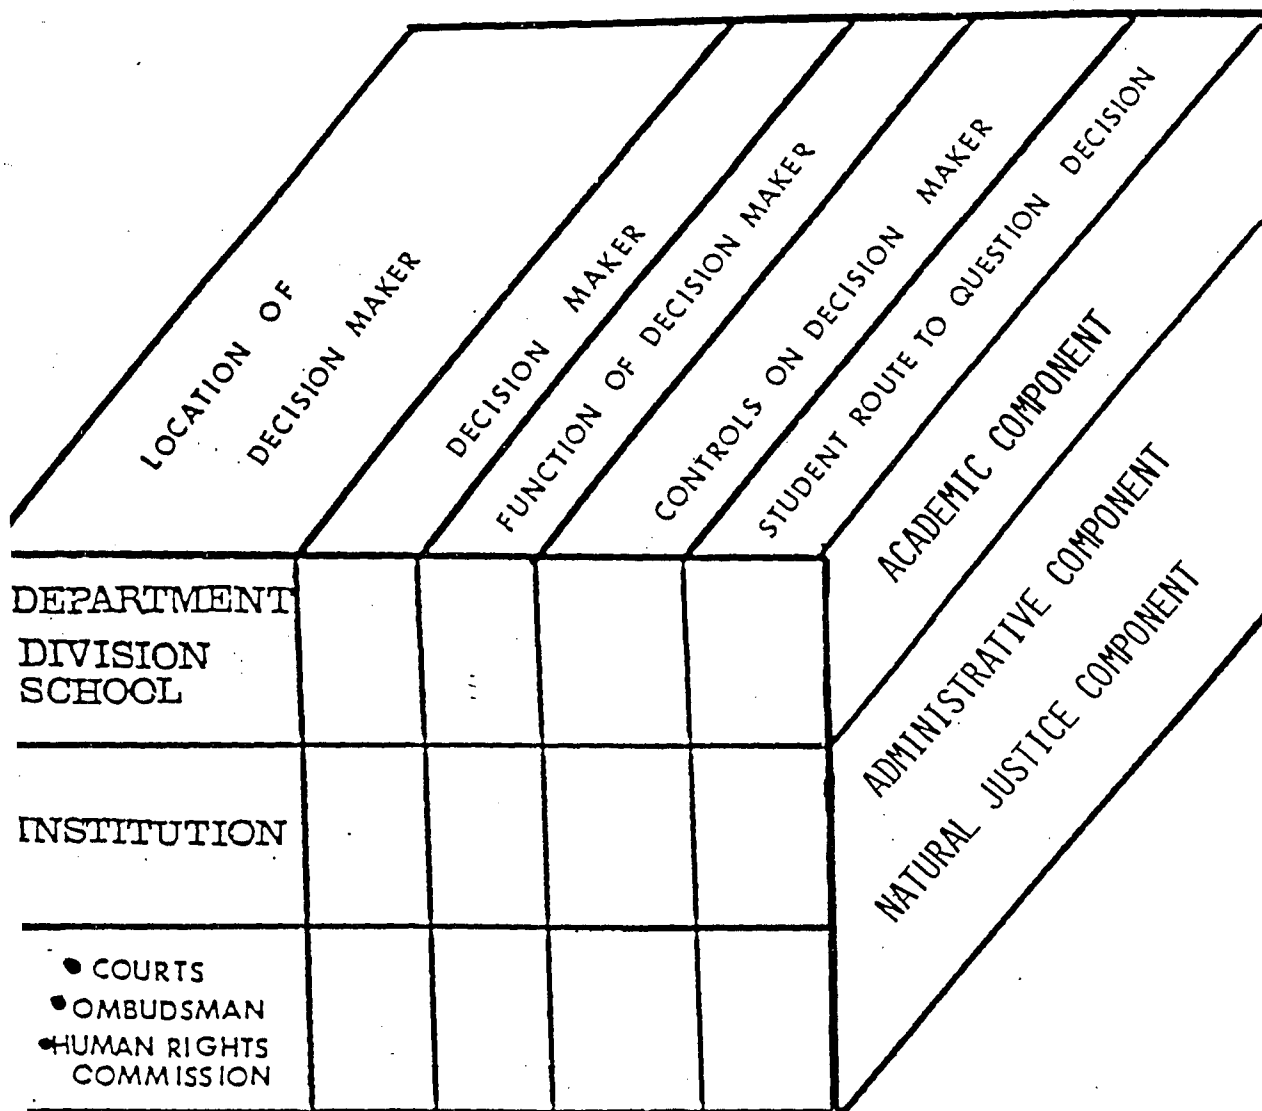 LOCATION OF
DECISION MAKER
DECISION MAKER
FUNCTION OF DECISION MAKER
CONTROLS ON DECISION MAKER
STUDENT ROUTE TO QUESTION DECISION
ACADEMIC COMPONENT
ADMINISTRATIVE COMPONENT
NATURAL JUSTICE COMPONENT
DEPARTMENT
DIVISION
SCHOOL
INSTITUTION
• COURTS
• OMBUDSMAN
• HUMAN RIGHTS
COMMISSION